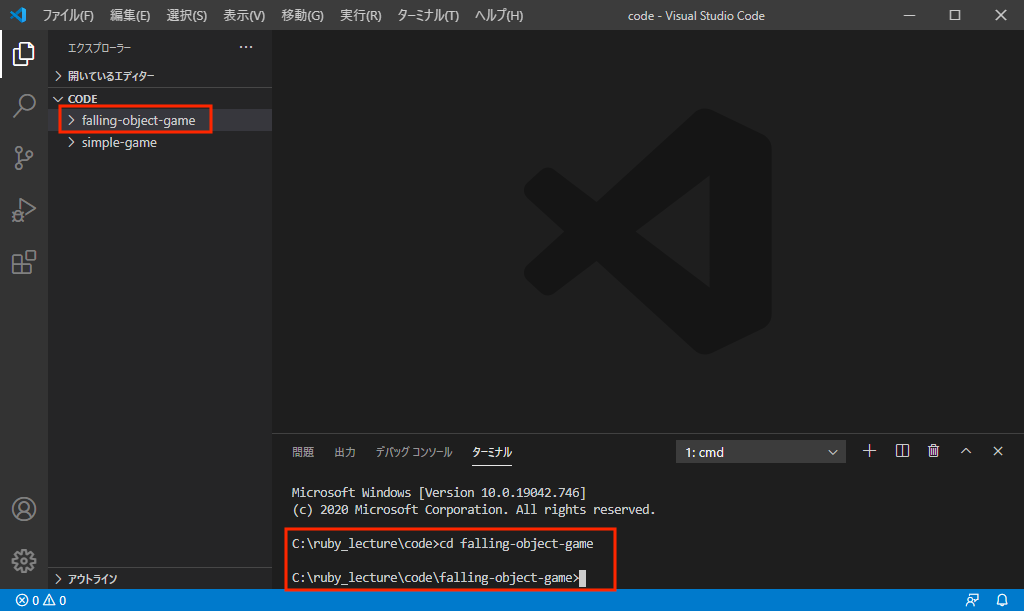 ファイル(F) 編集(E) 選択(S) 表示(V) 移動(G) 実行(R) ターミナル(T) ヘルプ(H) code - Visual Studio Code
エクスプローラー
開いているエディター
CODE
falling-object-game
simple-game
問題 出力 デバッグ コンソール ターミナル 1: cmd
Microsoft Windows [Version 10.0.19042.746]
(c) 2020 Microsoft Corporation. All rights reserved.
C:\ruby_lecture\code>cd falling-object-game
C:\ruby_lecture\code\falling-object-game>
アウトライン
0 0